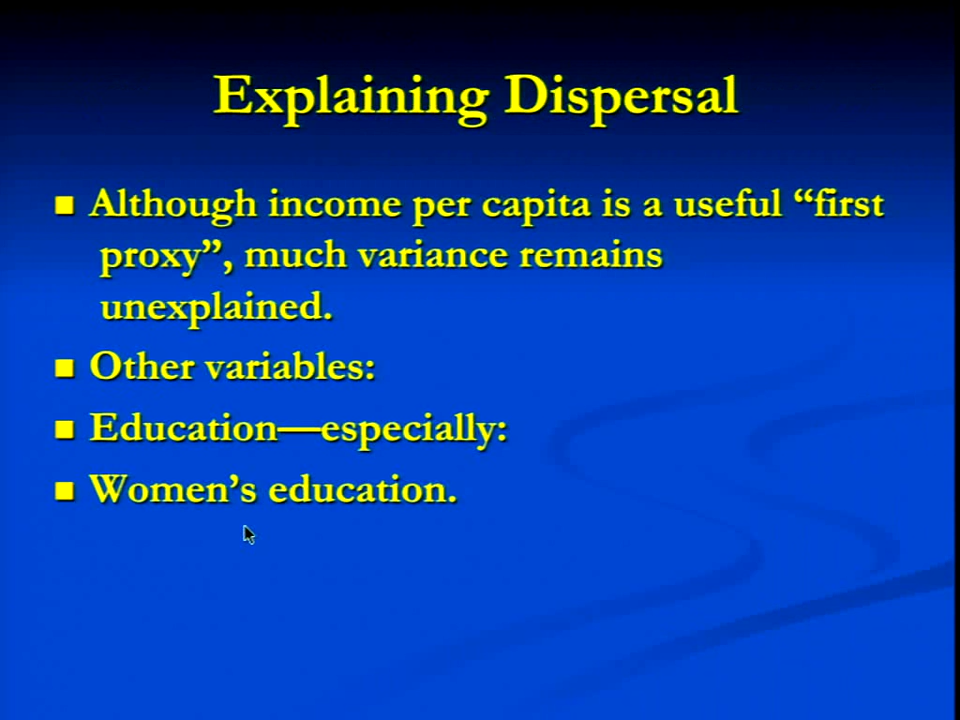 Explaining Dispersal
■ Although income per capita is a useful “first
proxy”, much variance remains
unexplained.
■ Other variables:
■ Education—especially:
■ Women’s education.